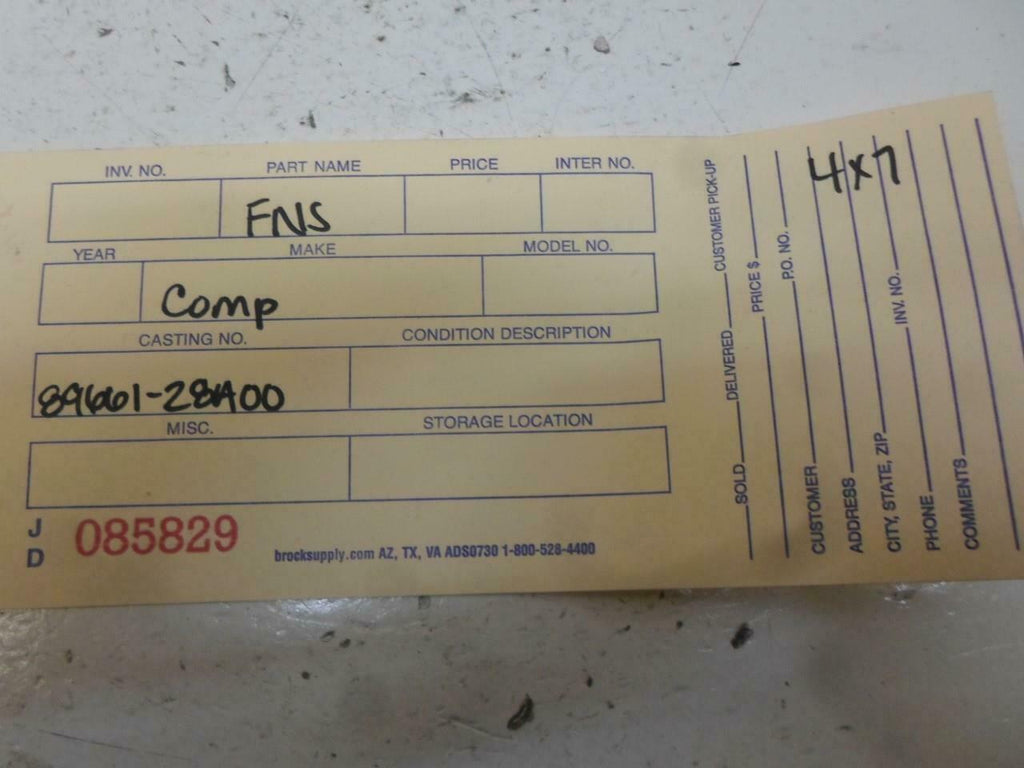 INV. NO. PART NAME PRICE INTER NO.
FNS
YEAR MAKE MODEL NO.
Comp
CASTING NO. CONDITION DESCRIPTION
89661-28A00
MISC. STORAGE LOCATION
J
D
085829
brocksupply.com AZ, TX, VA ADS0730 1-800-528-4400
SOLD DELIVERED CUSTOMER PICK-UP
PRICE $ P.O. NO.
CUSTOMER
ADDRESS
CITY, STATE, ZIP
PHONE INV. NO.
COMMENTS
4x7